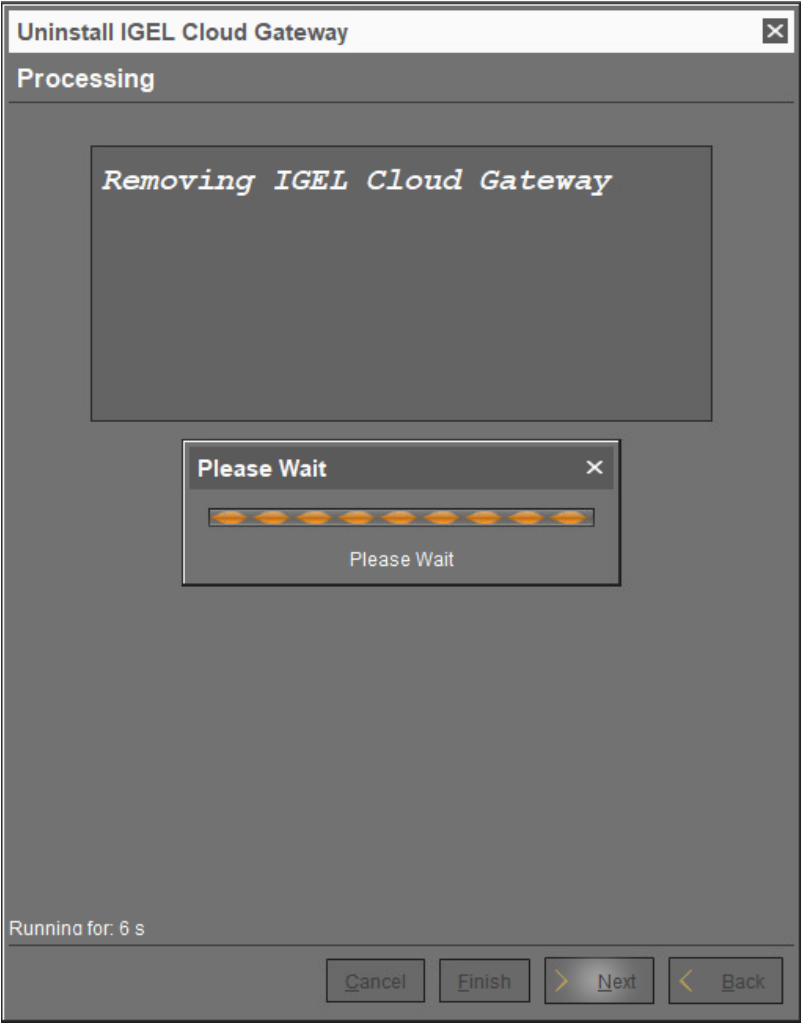 Uninstall IGEL Cloud Gateway
Processing
Removing IGEL Cloud Gateway
Please Wait
Please Wait
Running for: 6 s
Cancel Finish Next Back